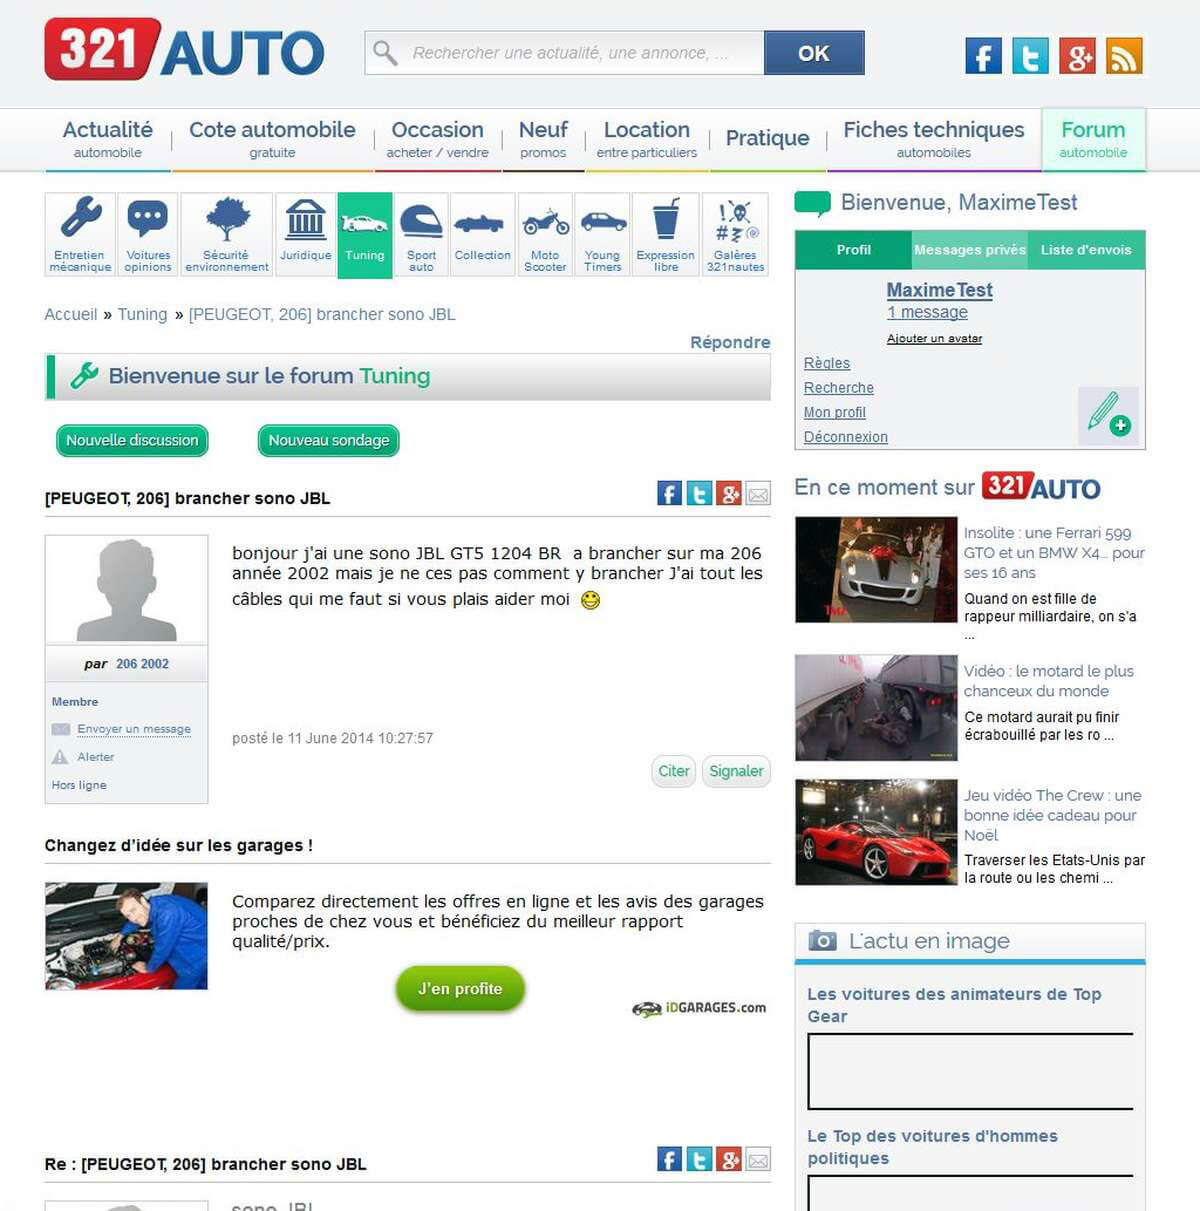 321 AUTO
Rechercher une actualité, une annonce, ...
OK
Actualité
automobile
Cote automobile
gratuite
Occasion
acheter / vendre
Neuf
promos
Location
entre particuliers
Pratique
Fiches techniques
automobiles
Forum
automobile
Entretien
mécanique
Voitures
opinions
Sécurité
environnement
Juridique
Tuning
Sport
auto
Collection
Moto
Scooter
Young
Timers
Expression
libre
Galères
321nautes
Accueil » Tuning » [PEUGEOT, 206] brancher sono JBL
Répondre
Bienvenue sur le forum Tuning
Nouvelle discussion
Nouveau sondage
[PEUGEOT, 206] brancher sono JBL
bonjour j'ai une sono JBL GT5 1204 BR  a brancher sur ma 206
année 2002 mais je ne ces pas comment y brancher J'ai tout les
câbles qui me faut si vous plais aider moi
par 206 2002
Membre
Envoyer un message
Alerter
Hors ligne
posté le 11 June 2014 10:27:57
Citer
Signaler
Changez d'idée sur les garages !
Comparez directement les offres en ligne et les avis des garages
proches de chez vous et bénéficiez du meilleur rapport
qualité/prix.
J'en profite
iDGARAGES.com
Re : [PEUGEOT, 206] brancher sono JBL
sono JBL
Bienvenue, MaximeTest
Profil
Messages privés
Liste d'envois
MaximeTest
1 message
Ajouter un avatar
Règles
Recherche
Mon profil
Déconnexion
En ce moment sur 321 AUTO
Insolite : une Ferrari 599
GTO et un BMW X4... pour
ses 16 ans
Quand on est fille de
rappeur milliardaire, on s'a
...
TMZ
Vidéo : le motard le plus
chanceux du monde
Ce motard aurait pu finir
écrabouillé par les ro ...
Jeu vidéo The Crew : une
bonne idée cadeau pour
Noël
Traverser les Etats-Unis par
la route ou les chemi ...
L'actu en image
Les voitures des animateurs de Top
Gear
Le Top des voitures d'hommes
politiques